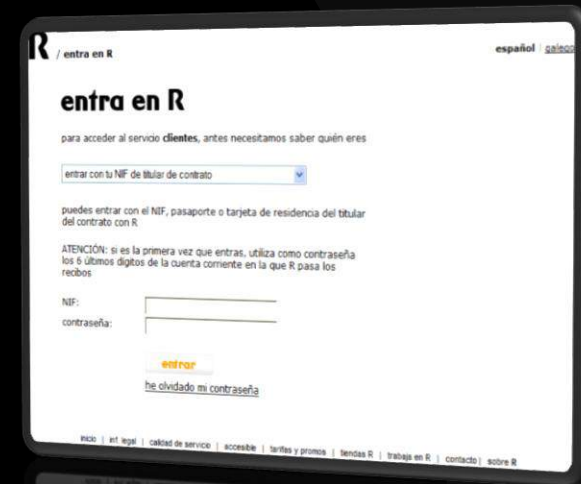 R / entra en R
español | galego
entra en R
para acceder al servicio clientes, antes necesitamos saber quién eres
entrar con tu NIF de titular de contrato
puedes entrar con el NIF, pasaporte o tarjeta de residencia del titular
del contrato con R
ATENCIÓN: si es la primera vez que entras, utiliza como contraseña
los 6 últimos dígitos de la cuenta corriente en la que R pasa los
recibos
NIF:
contraseña:
entrar
he olvidado mi contraseña
inicio | inf. legal | calidad de servicio | accesible | tarifas y promos | tiendas R | trabaja en R | contacto | sobre R